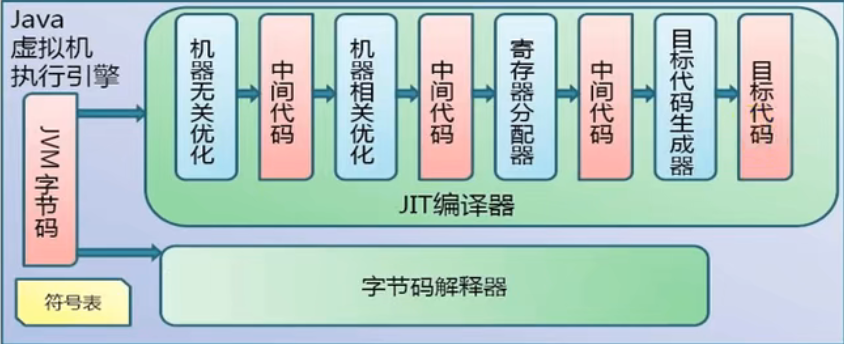 Java
虚拟机
执行引擎
JVM字节码
符号表
机器无关优化
中间代码
机器相关优化
中间代码
寄存器分配器
中间代码
目标代码生成器
目标代码
JIT编译器
字节码解释器